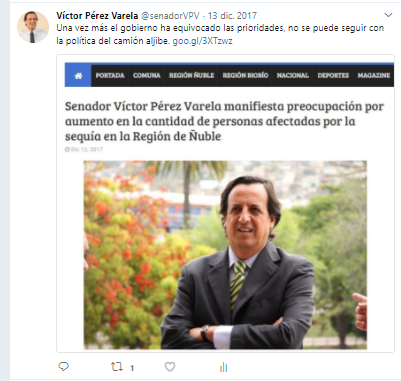 Víctor Pérez Varela @senadorVPV · 13 dic. 2017
Una vez más el gobierno ha equivocado las prioridades, no se puede seguir con
la política del camión aljibe. goo.gl/3XTzwz
PORTADA COMUNA REGIÓN ÑUBLE REGIÓN BIOBÍO NACIONAL DEPORTES MAGAZINE
Senador Víctor Pérez Varela manifiesta preocupación por
aumento en la cantidad de personas afectadas por la
sequía en la Región de Ñuble
Dic 13, 2017
1